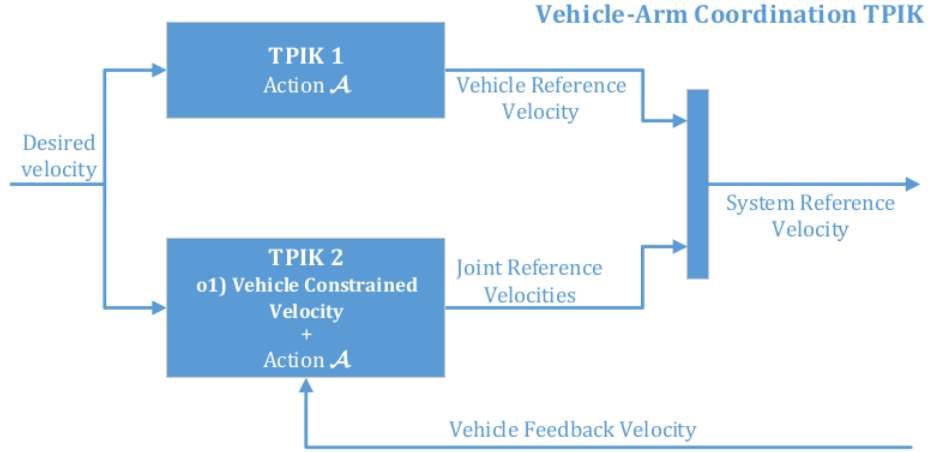 Vehicle-Arm Coordination TPIK
TPIK 1
Action 𝓐
Vehicle Reference
Velocity
Desired
velocity
System Reference
Velocity
TPIK 2
o1) Vehicle Constrained
Velocity
+
Action 𝓐
Joint Reference
Velocities
Vehicle Feedback Velocity